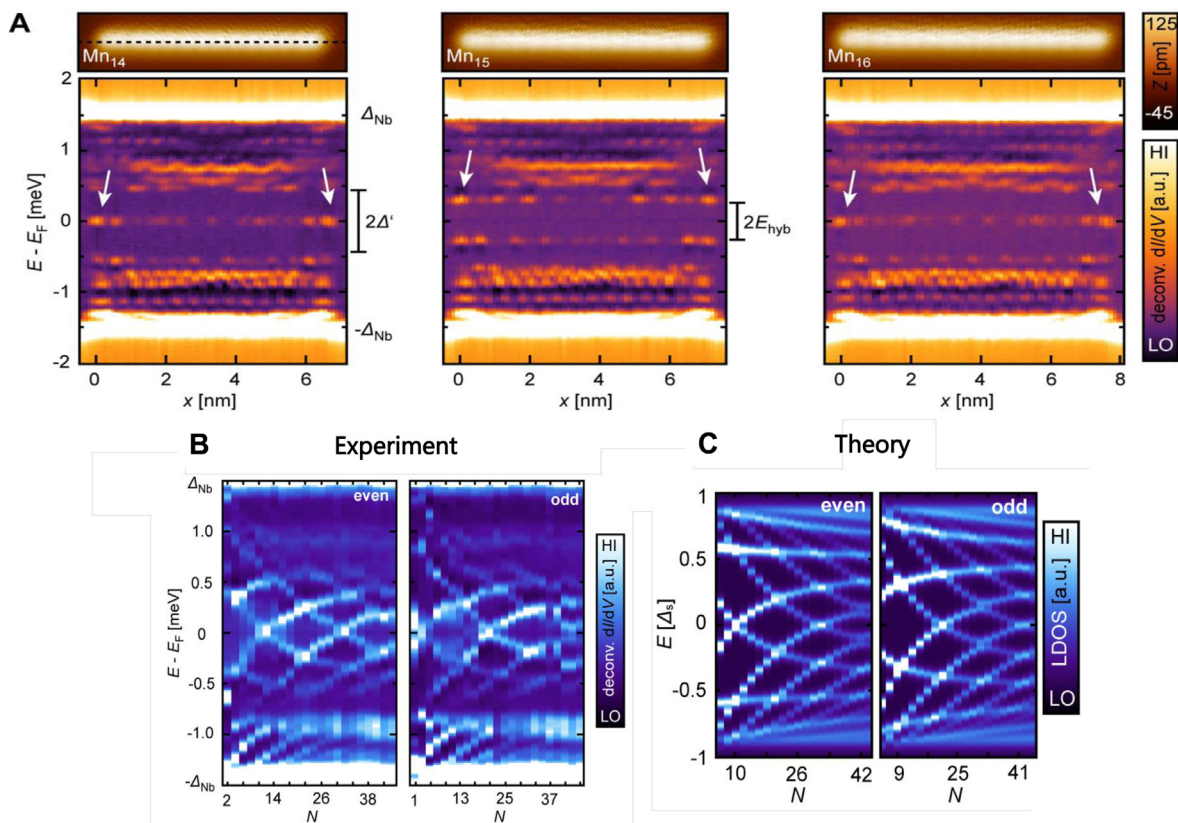 A
Mn14
Mn15
Mn16
125
Z [pm]
-45
2
1
0
-1
-2
E - EF [meV]
ΔNb
2Δ‘
-ΔNb
2Ehyb
HI
deconv. dI/dV [a.u.]
LO
0 2 4 6
x [nm]
0 2 4 6
x [nm]
0 2 4 6 8
x [nm]
B Experiment
ΔNb
1.0
0.5
0
-0.5
-1.0
-ΔNb
E - EF [meV]
even
odd
2 14 26 38
N
1 13 25 37
N
HI
deconv. dI/dV [a.u.]
LO
C Theory
1
0.5
0
-0.5
-1
E [Δs]
even
odd
10 26 42
N
9 25 41
N
HI
LDOS [a.u.]
LO